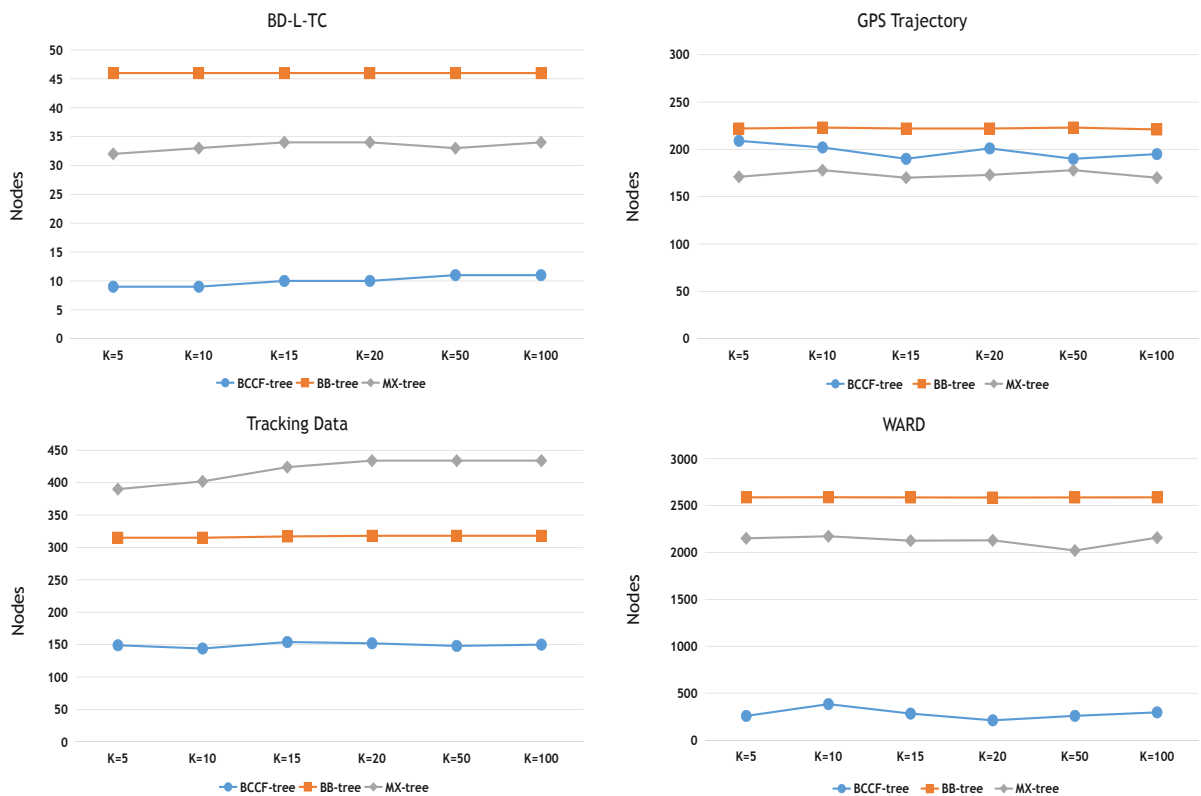 BD-L-TC
50
45
40
35
30
25
20
15
10
5
0
Nodes
K=5 K=10 K=15 K=20 K=50 K=100
BCCF-tree BB-tree MX-tree
GPS Trajectory
300
250
200
150
100
50
0
Nodes
K=5 K=10 K=15 K=20 K=50 K=100
BCCF-tree BB-tree MX-tree
Tracking Data
450
400
350
300
250
200
150
100
50
0
Nodes
K=5 K=10 K=15 K=20 K=50 K=100
BCCF-tree BB-tree MX-tree
WARD
3000
2500
2000
1500
1000
500
0
Nodes
K=5 K=10 K=15 K=20 K=50 K=100
BCCF-tree BB-tree MX-tree